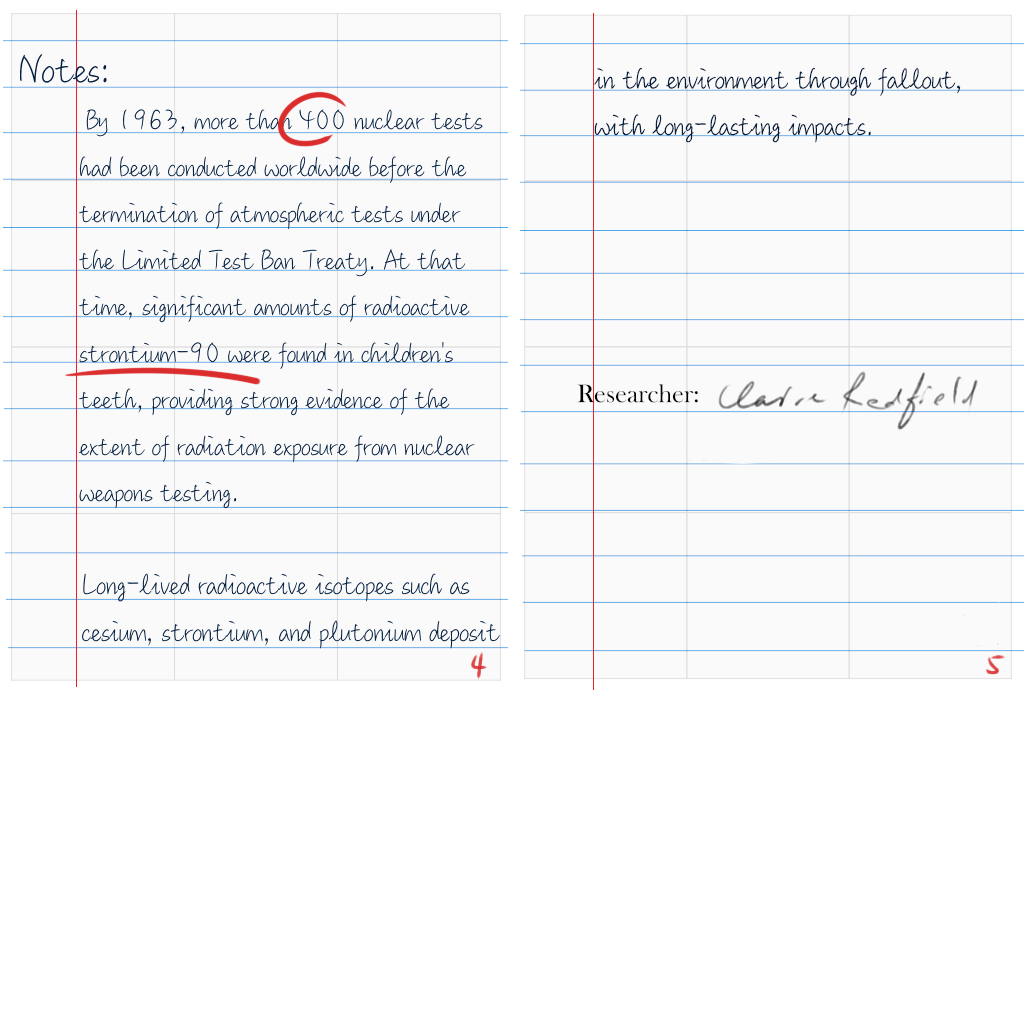 Notes:
By 1963, more than 400 nuclear tests
had been conducted worldwide before the
termination of atmospheric tests under
the Limited Test Ban Treaty. At that
time, significant amounts of radioactive
strontium-90 were found in children's
teeth, providing strong evidence of the
extent of radiation exposure from nuclear
weapons testing.
Long-lived radioactive isotopes such as
cesium, strontium, and plutonium deposit
4
in the environment through fallout,
with long-lasting impacts.
Researcher: Claire Redfield
5